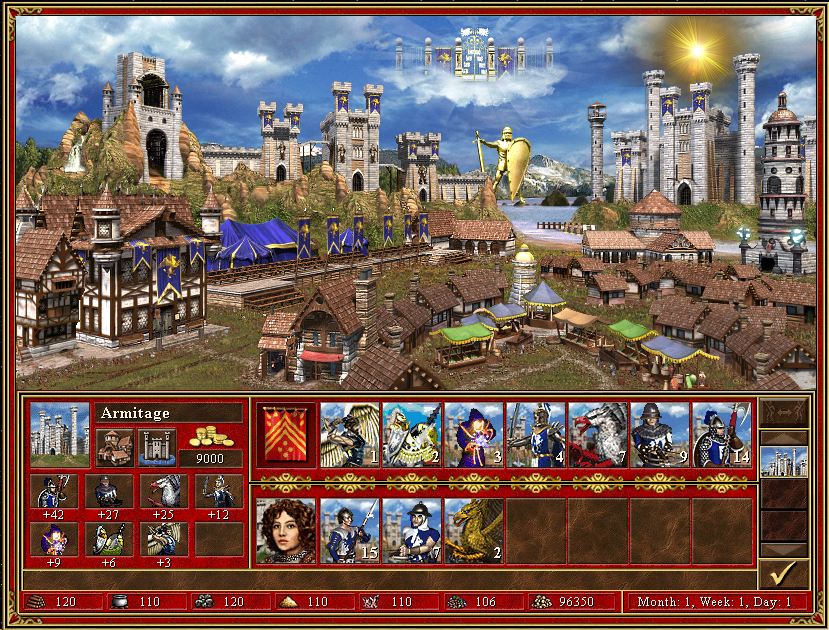 Armitage
9000
1 2 3 4 7 9 14
+42 +27 +25 +12
15 7 2
+9 +6 +3
120 110 120 110 110 106 96350 Month: 1, Week: 1, Day: 1